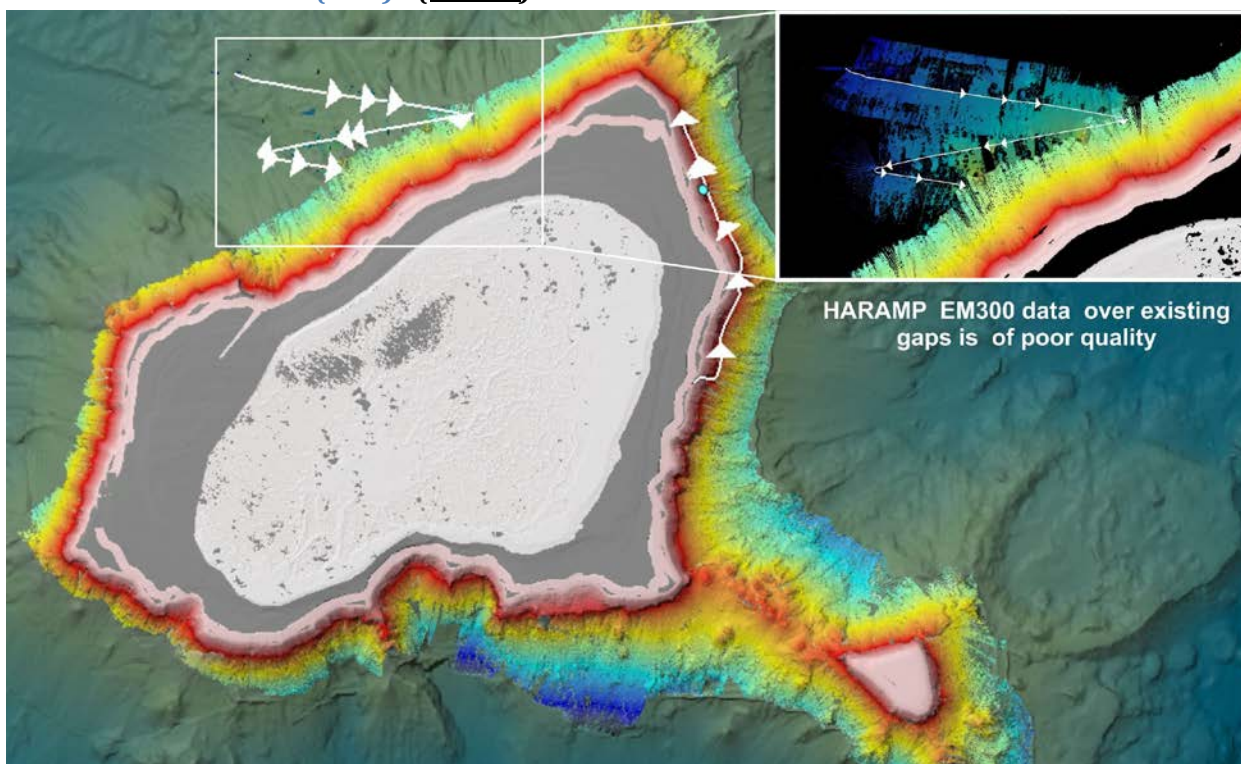 HARAMP EM300 data over existing
gaps is of poor quality